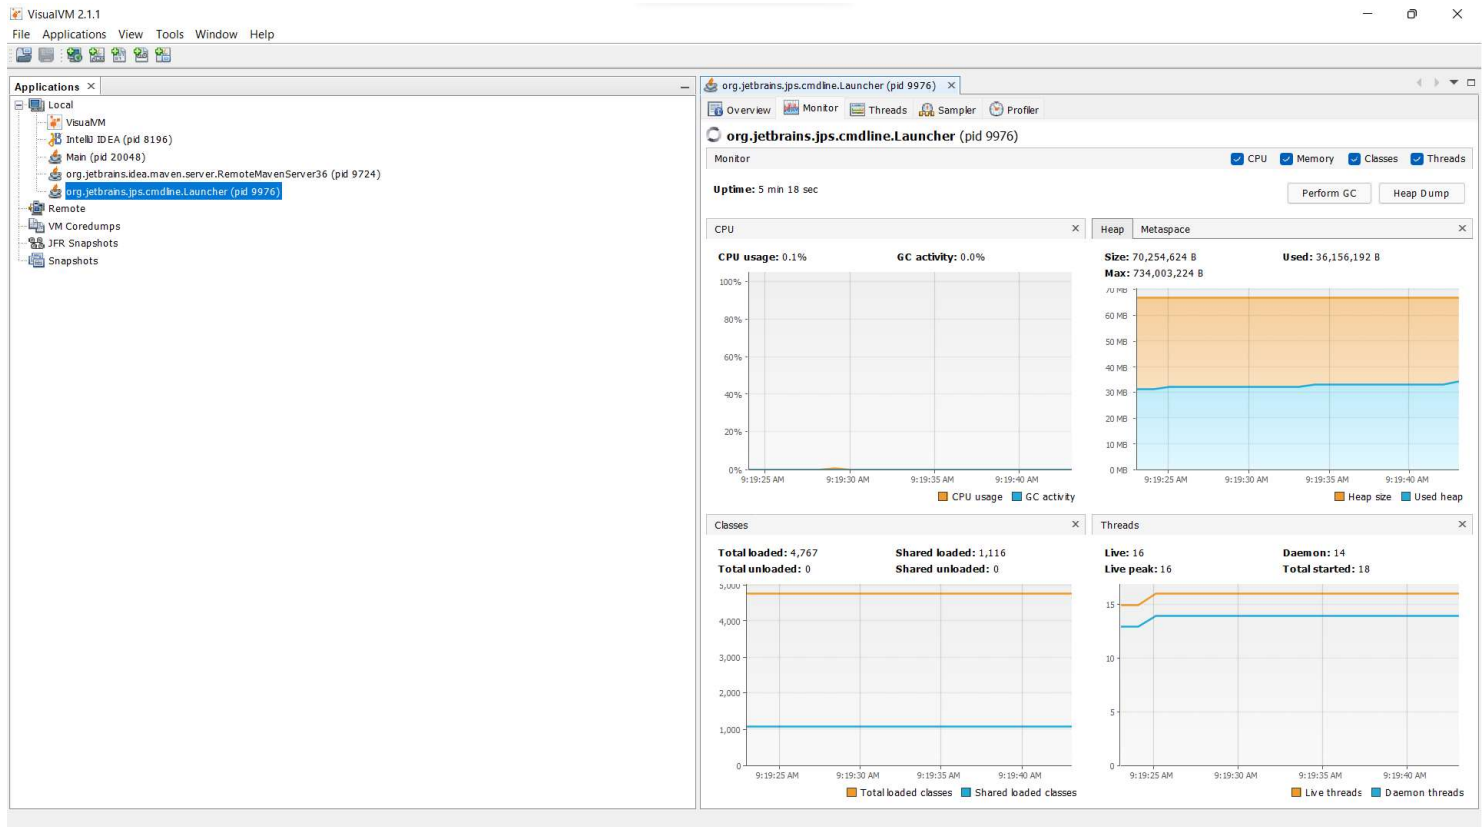 VisualVM 2.1.1
File Applications View Tools Window Help
Applications
Local
VisualVM
IntelliJ IDEA (pid 8196)
Main (pid 20048)
org.jetbrains.idea.maven.server.RemoteMavenServer36 (pid 9724)
org.jetbrains.jps.cmdline.Launcher (pid 9976)
Remote
VM Coredumps
JFR Snapshots
Snapshots
org.jetbrains.jps.cmdline.Launcher (pid 9976)
Overview Monitor Threads Sampler Profiler
org.jetbrains.jps.cmdline.Launcher (pid 9976)
Monitor CPU Memory Classes Threads
Uptime: 5 min 18 sec Perform GC Heap Dump
CPU
CPU usage: 0.1% GC activity: 0.0%
100%
80%
60%
40%
20%
0%
9:19:25 AM 9:19:30 AM 9:19:35 AM 9:19:40 AM
CPU usage GC activity
Heap Metaspace
Size: 70,254,624 B Used: 36,156,192 B
Max: 734,003,224 B
70 MB
60 MB
50 MB
40 MB
30 MB
20 MB
10 MB
0 MB
9:19:25 AM 9:19:30 AM 9:19:35 AM 9:19:40 AM
Heap size Used heap
Classes
Total loaded: 4,767 Shared loaded: 1,116
Total unloaded: 0 Shared unloaded: 0
5,000
4,000
3,000
2,000
1,000
0
9:19:25 AM 9:19:30 AM 9:19:35 AM 9:19:40 AM
Total loaded classes Shared loaded classes
Threads
Live: 16 Daemon: 14
Live peak: 16 Total started: 18
15
10
5
0
9:19:25 AM 9:19:30 AM 9:19:35 AM 9:19:40 AM
Live threads Daemon threads